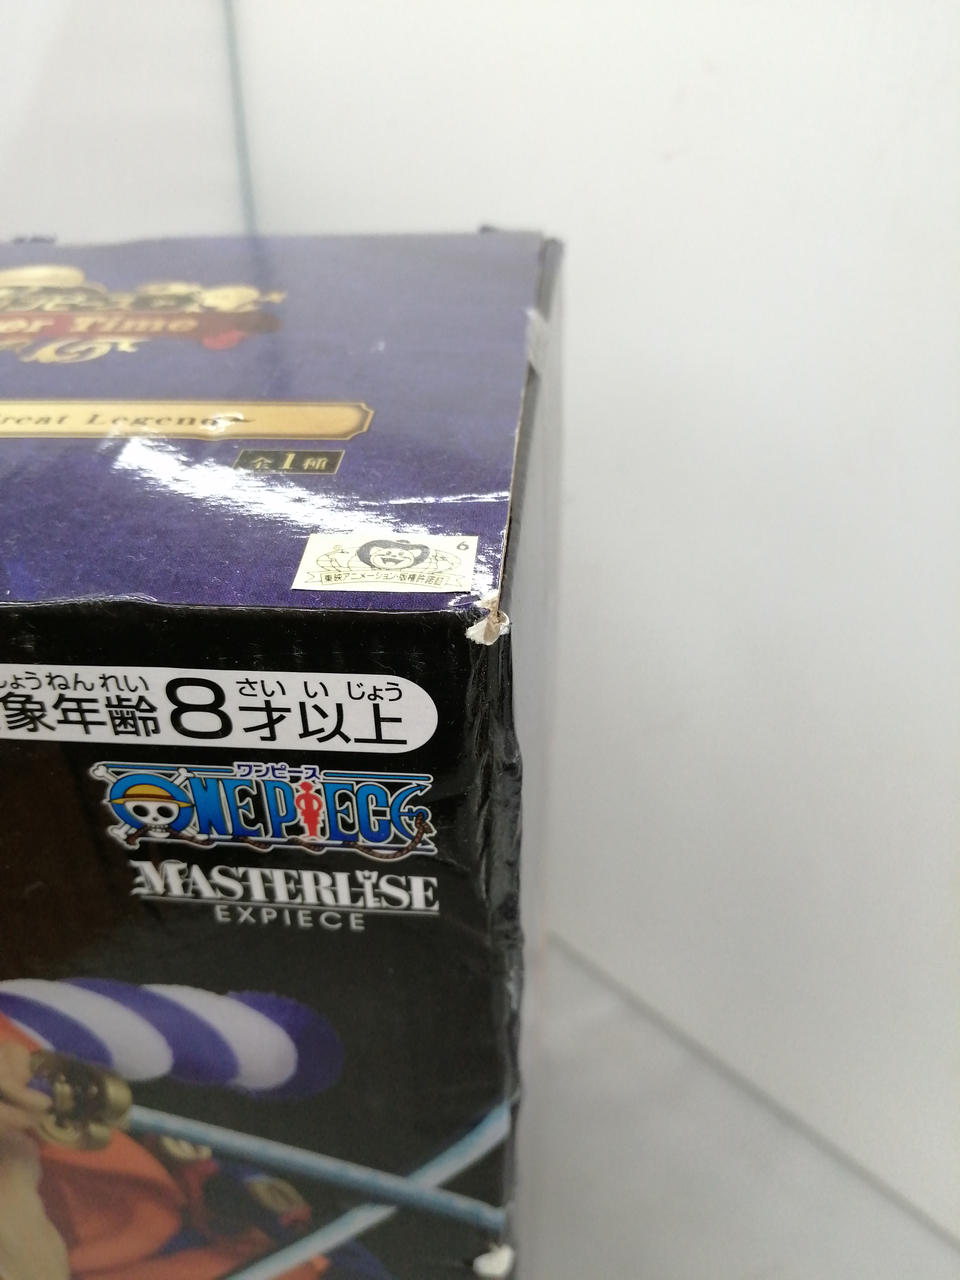 er Time
reat Legend～
全1種
6
東映アニメーション・版権許諾証
しょうねんれい さい い じょう
象年齢8才以上
ワンピース
ONE PIECE
MASTERLISE
EXPIECE